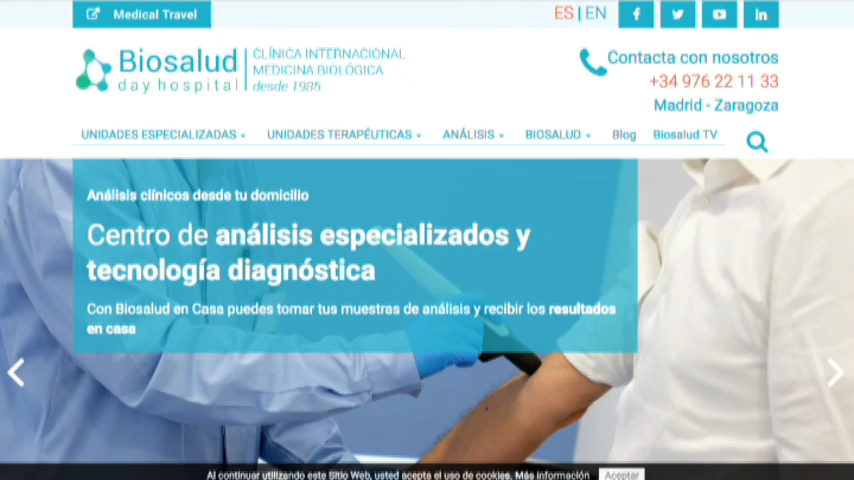 Medical Travel
ES | EN
Biosalud
day hospital
CLÍNICA INTERNACIONAL
MEDICINA BIOLÓGICA
desde 1985
Contacta con nosotros
+34 976 22 11 33
Madrid - Zaragoza
UNIDADES ESPECIALIZADAS UNIDADES TERAPÉUTICAS ANÁLISIS BIOSALUD Blog Biosalud TV
Análisis clínicos desde tu domicilio
Centro de análisis especializados y
tecnología diagnóstica
Con Biosalud en Casa puedes tomar tus muestras de análisis y recibir los resultados
en casa
Al continuar utilizando este Sitio Web, usted acepta el uso de cookies. Más información Aceptar